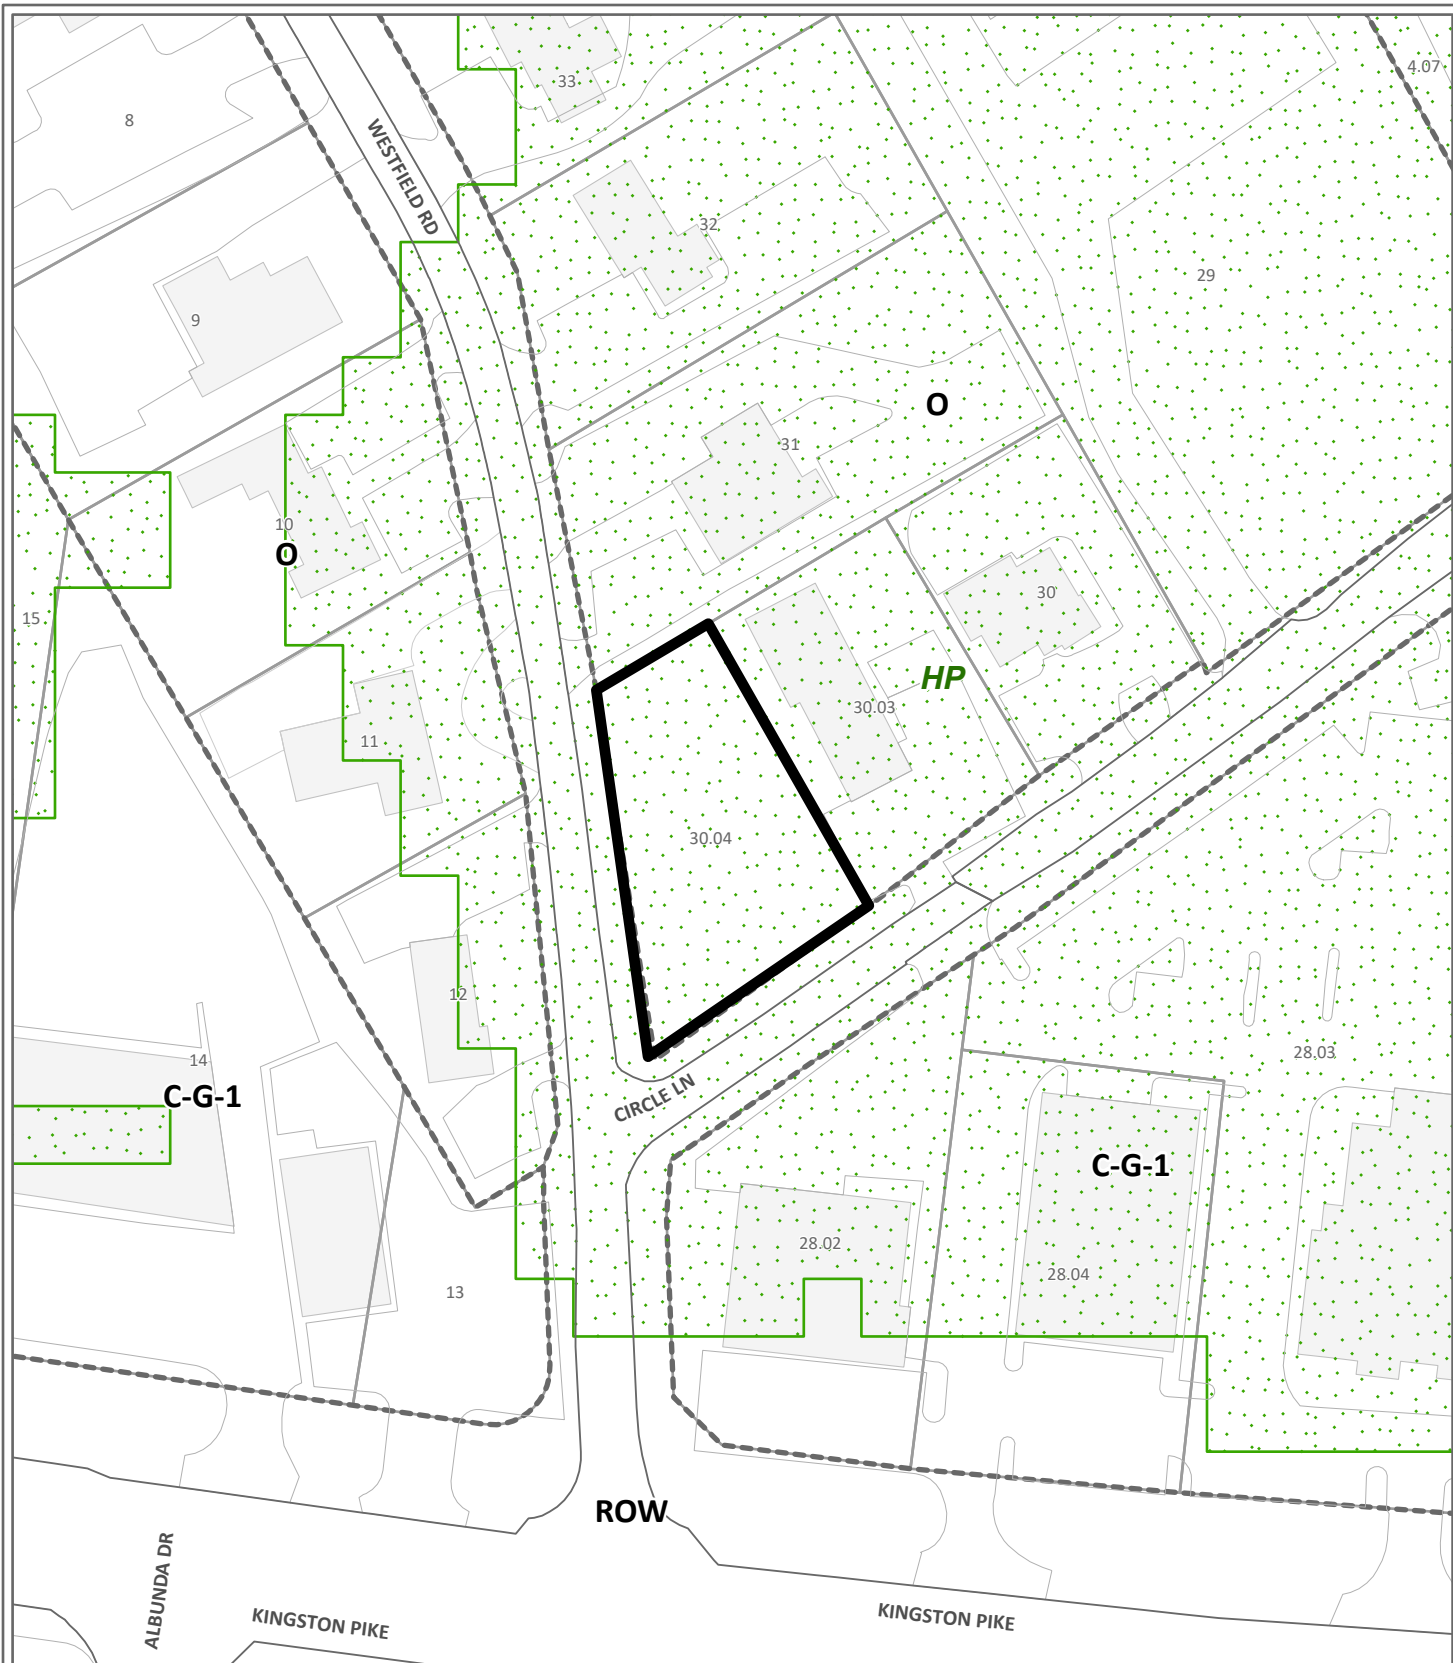 33
4.07
8
WESTFIELD RD
32
29
9
O
31
10
O
30
15
HP
30.03
11
30.04
12
14
28.03
C-G-1
CIRCLE LN
C-G-1
28.02
28.04
13
ROW
ALBUNDA DR
KINGSTON PIKE
KINGSTON PIKE